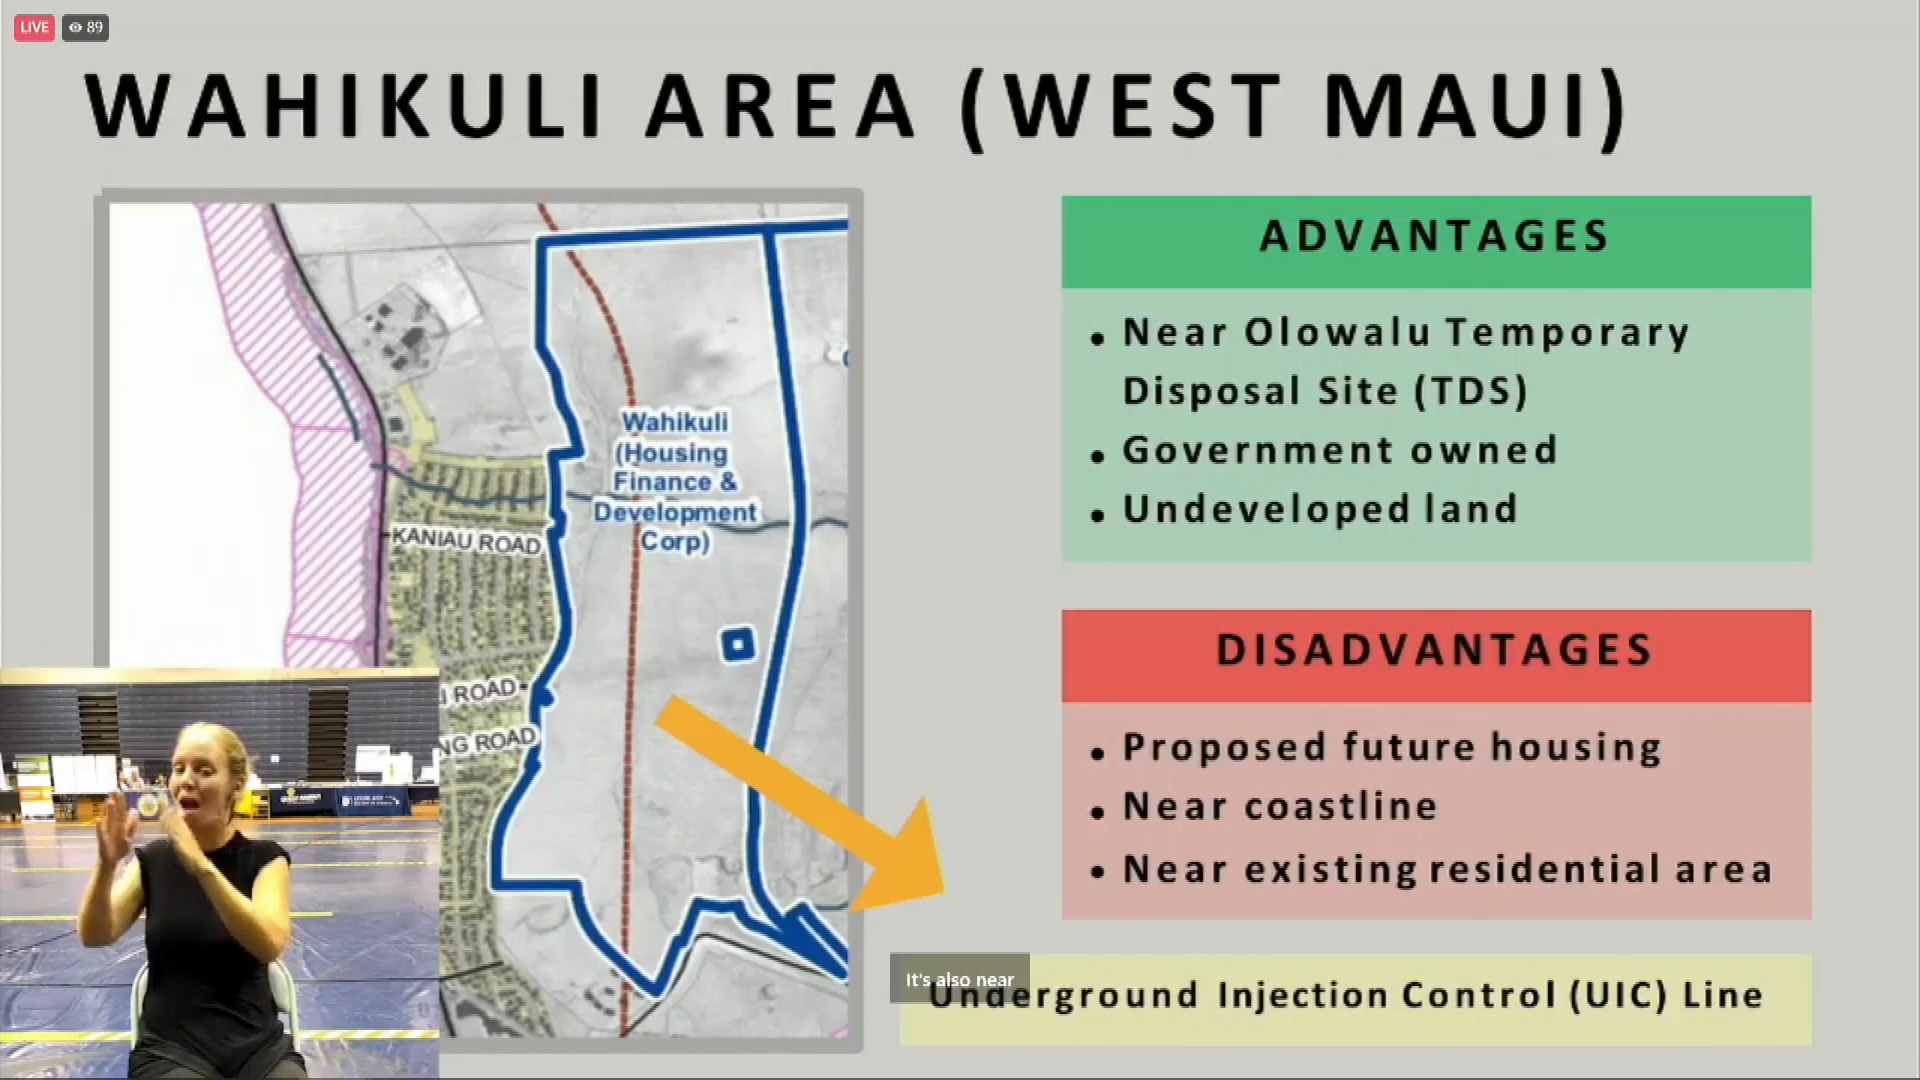 LIVE
89
WAHIKULI AREA (WEST MAUI)
Wahikuli
(Housing
Finance &
Development
Corp)
KANIAU ROAD
ROAD
ROAD
ADVANTAGES
• Near Olowalu Temporary
Disposal Site (TDS)
• Government owned
• Undeveloped land
DISADVANTAGES
• Proposed future housing
• Near coastline
• Near existing residential area
It's also near
Underground Injection Control (UIC) Line